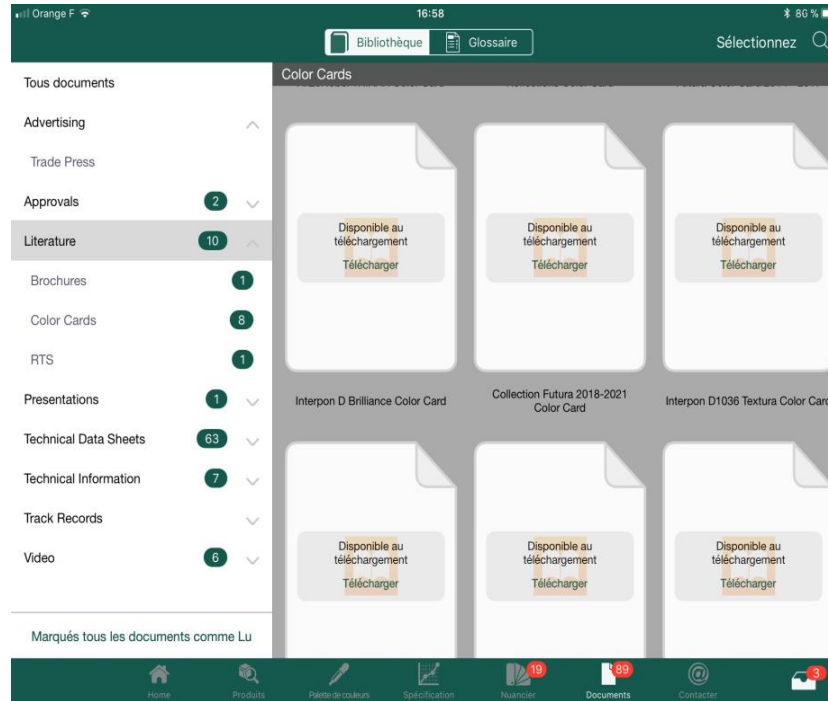 Orange F
16:58
86 %
Bibliothèque
Glossaire
Sélectionnez
Tous documents
Advertising
Trade Press
Approvals 2
Literature 10
Brochures 1
Color Cards 8
RTS 1
Presentations 1
Technical Data Sheets 63
Technical Information 7
Track Records
Video 6
Marqués tous les documents comme Lu
Color Cards
Disponible au
téléchargement
Télécharger
Disponible au
téléchargement
Télécharger
Disponible au
téléchargement
Télécharger
Interpon D Brilliance Color Card
Collection Futura 2018-2021
Color Card
Interpon D1036 Textura Color Card
Disponible au
téléchargement
Télécharger
Disponible au
téléchargement
Télécharger
Disponible au
téléchargement
Télécharger
Home
Produits
Palette de couleurs
Spécification
19
Nuancier
89
Documents
@
Contacter
3